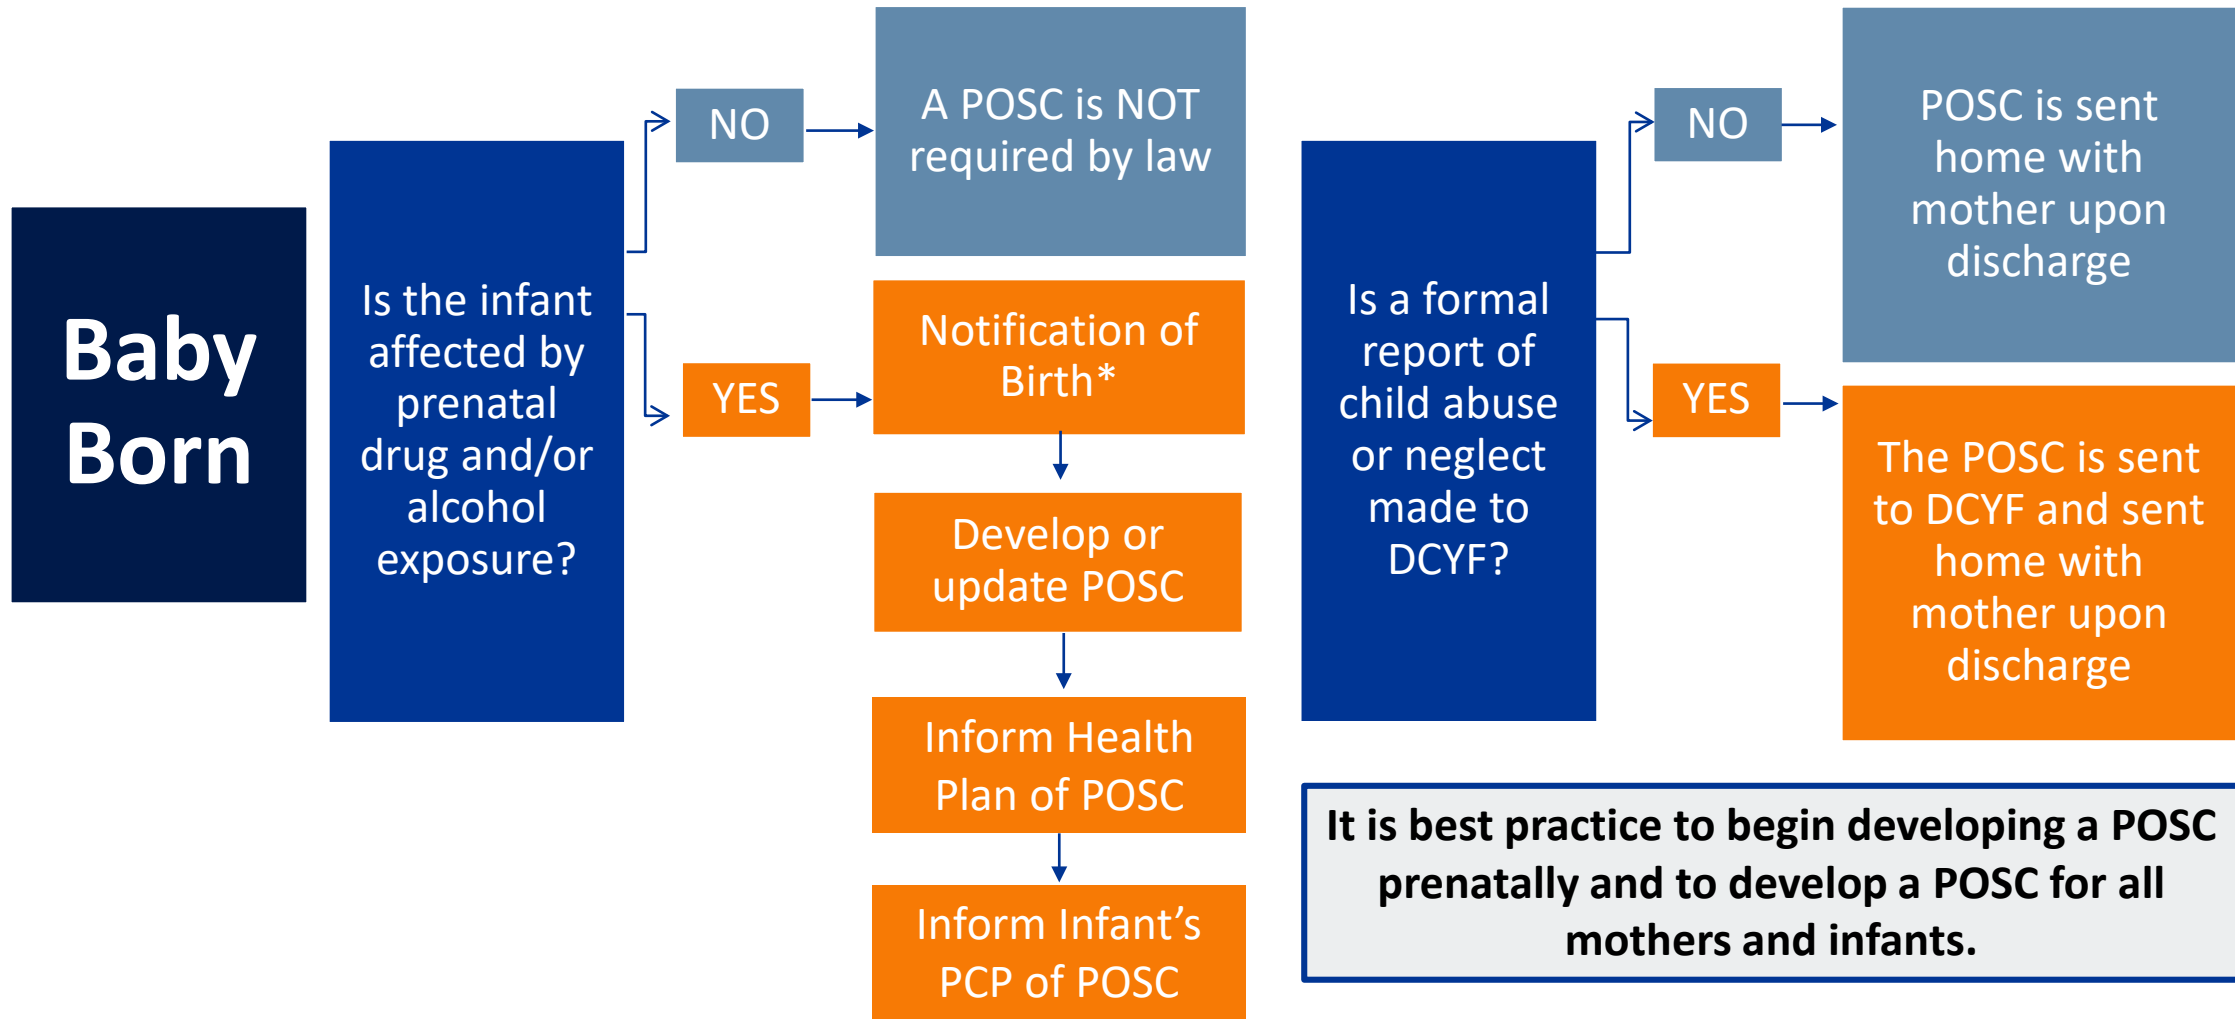 Baby
Born
Is the infant
affected by
prenatal
drug and/or
alcohol
exposure?
NO
A POSC is NOT
required by law
YES
Notification of
Birth*
Develop or
update POSC
Inform Health
Plan of POSC
Inform Infant’s
PCP of POSC
Is a formal
report of
child abuse
or neglect
made to
DCYF?
NO
POSC is sent
home with
mother upon
discharge
YES
The POSC is sent
to DCYF and sent
home with
mother upon
discharge
It is best practice to begin developing a POSC
prenatally and to develop a POSC for all
mothers and infants.